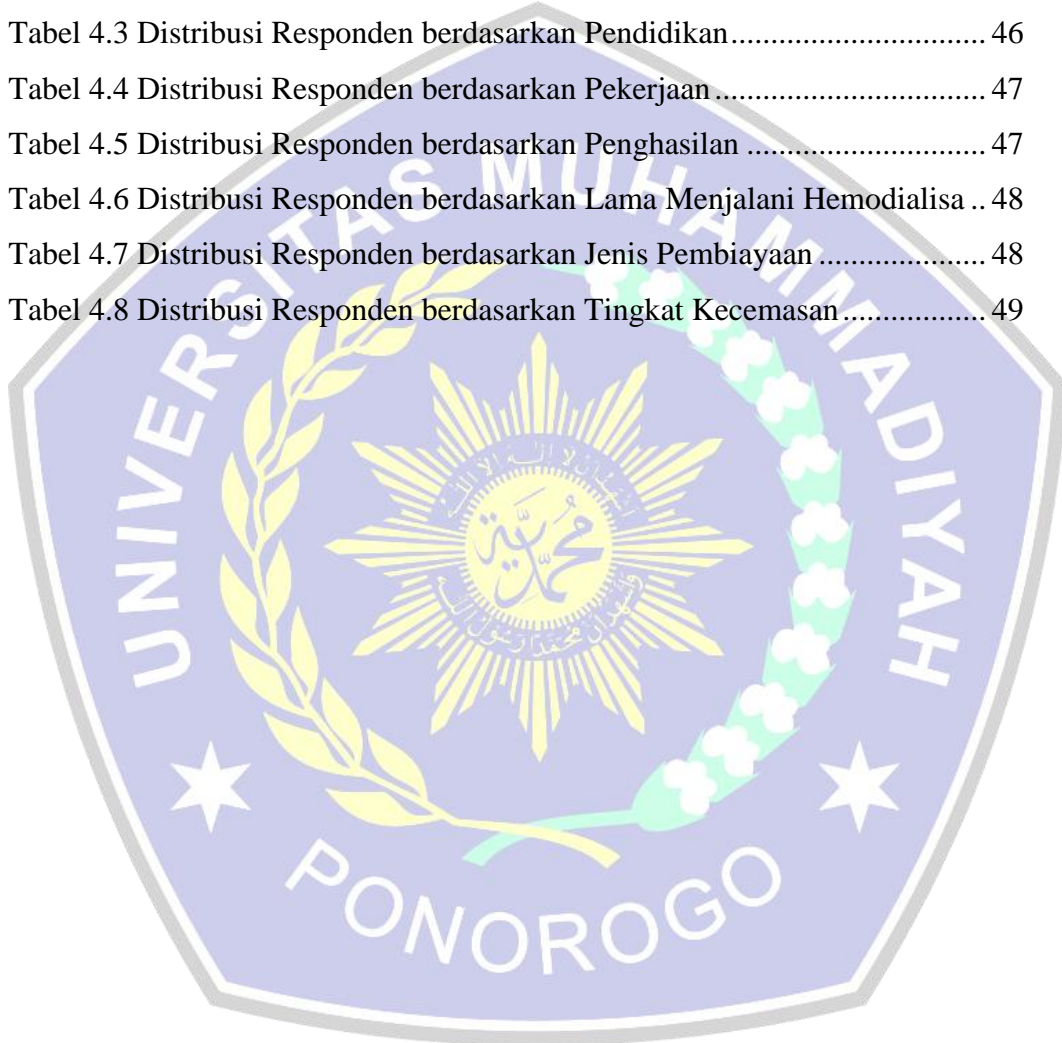 Tabel 4.3 Distribusi Responden berdasarkan Pendidikan................................ 46
Tabel 4.4 Distribusi Responden berdasarkan Pekerjaan.................................. 47
Tabel 4.5 Distribusi Responden berdasarkan Penghasilan .............................. 47
Tabel 4.6 Distribusi Responden berdasarkan Lama Menjalani Hemodialisa .. 48
Tabel 4.7 Distribusi Responden berdasarkan Jenis Pembiayaan ..................... 48
Tabel 4.8 Distribusi Responden berdasarkan Tingkat Kecemasan.................. 49
UNIVERSITAS MUHAMMADIYAH
محمدية
PONOROGO